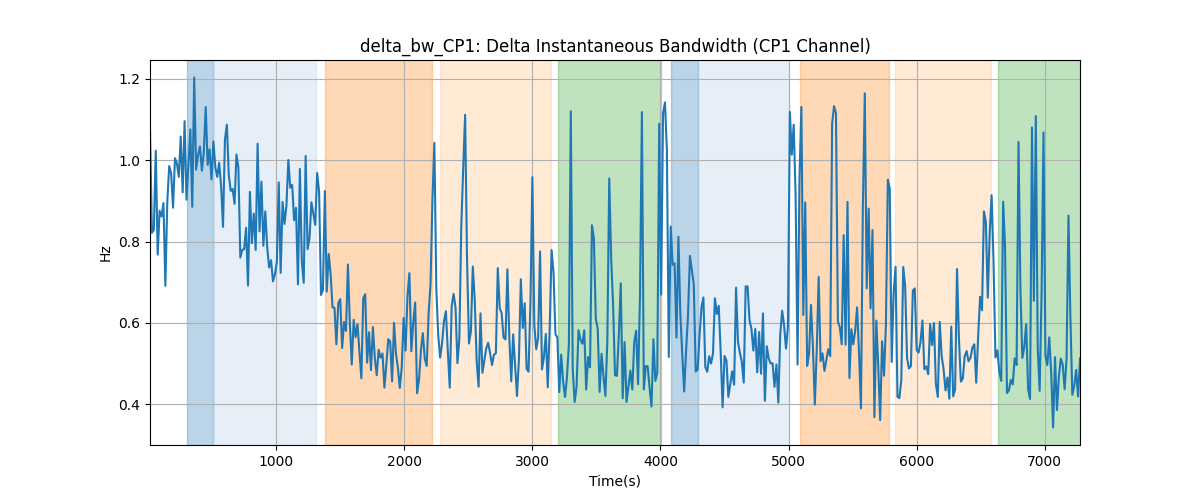 delta_bw_CP1: Delta Instantaneous Bandwidth (CP1 Channel)
1.2
1.0
0.8
0.6
0.4
Hz
1000 2000 3000 4000 5000 6000 7000
Time(s)